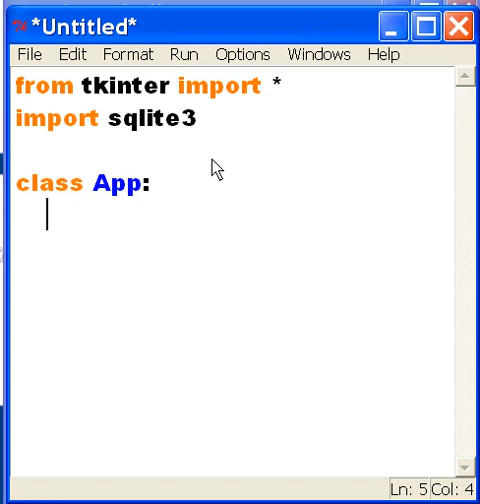 *Untitled*
File Edit Format Run Options Windows Help
from tkinter import *
import sqlite3
class App:
Ln: 5 Col: 4